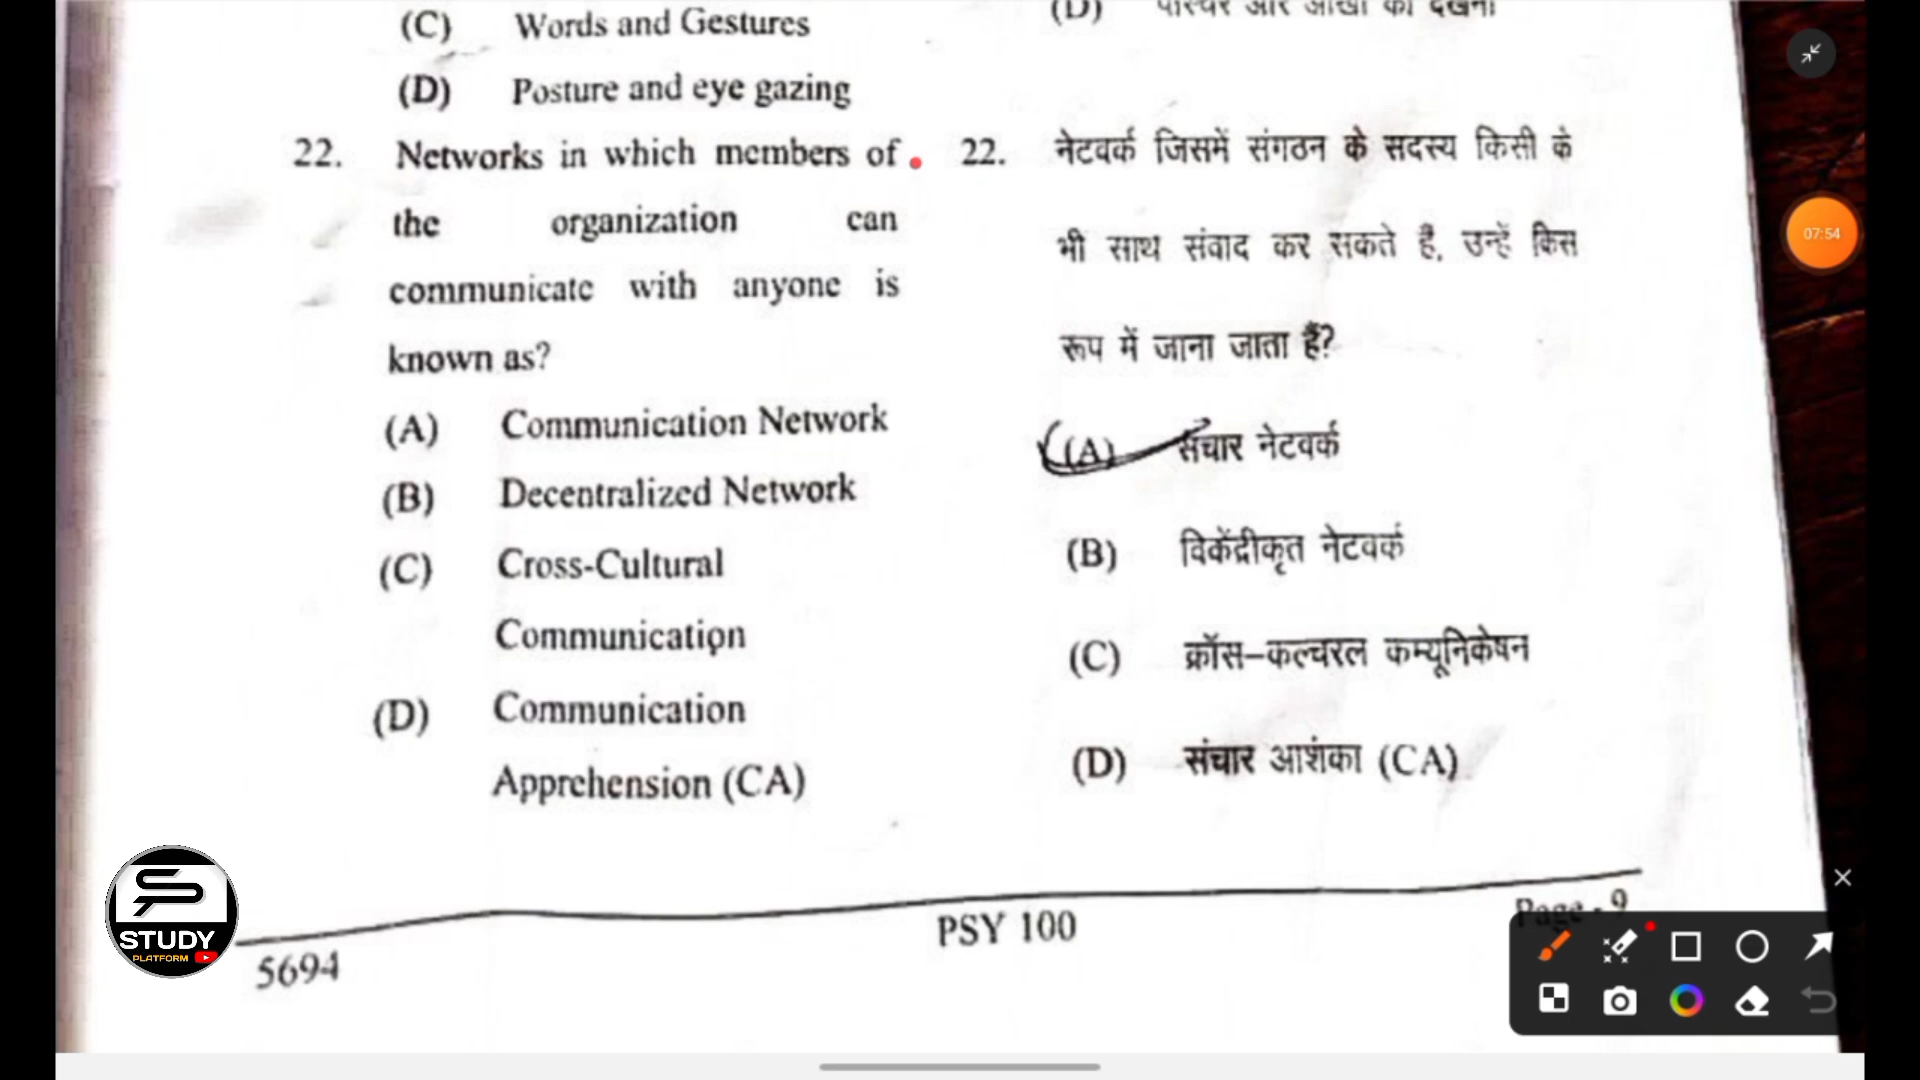 (C) Words and Gestures
(D) Posture and eye gazing
22. Networks in which members of
the organization can
communicate with anyone is
known as?
(A) Communication Network
(B) Decentralized Network
(C) Cross-Cultural
Communication
(D) Communication
Apprehension (CA)
(D)
22. नेटवर्क जिसमें संगठन के सदस्य किसी के
भी साथ संवाद कर सकते हैं, उन्हें किस
रूप में जाना जाता हैं?
(A) संचार नेटवर्क
(B) विकेंद्रीकृत नेटवर्क
(C) क्रॉस-कल्चरल कम्यूनिकेषन
(D) संचार आशंका (CA)
5694
PSY 100
Page - 9
STUDY
PLATFORM
07:54